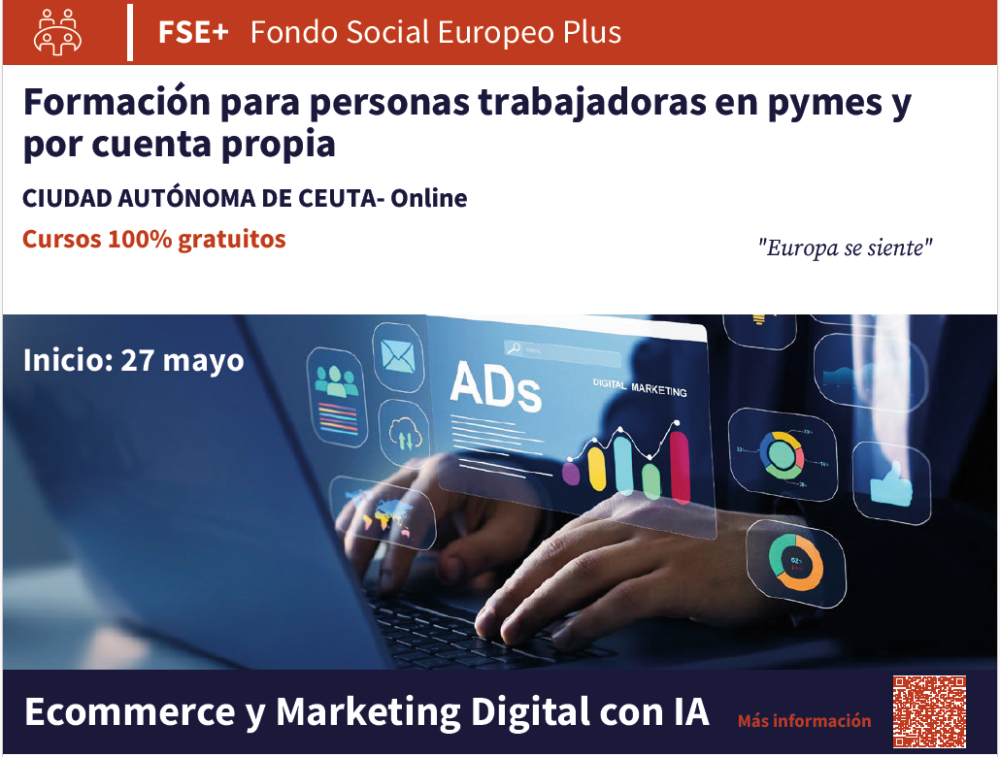 FSE+ Fondo Social Europeo Plus
Formación para personas trabajadoras en pymes y
por cuenta propia
CIUDAD AUTÓNOMA DE CEUTA- Online
Cursos 100% gratuitos
"Europa se siente"
Inicio: 27 mayo
ADs
DIGITAL MARKETING
62%
Ecommerce y Marketing Digital con IA
Más información